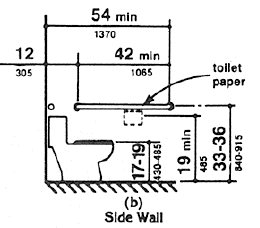 54 min
1370
12
42 min
305
1065
toilet
paper
17-19
430-485
19 min
485
33-36
840-915
(b)
Side Wall